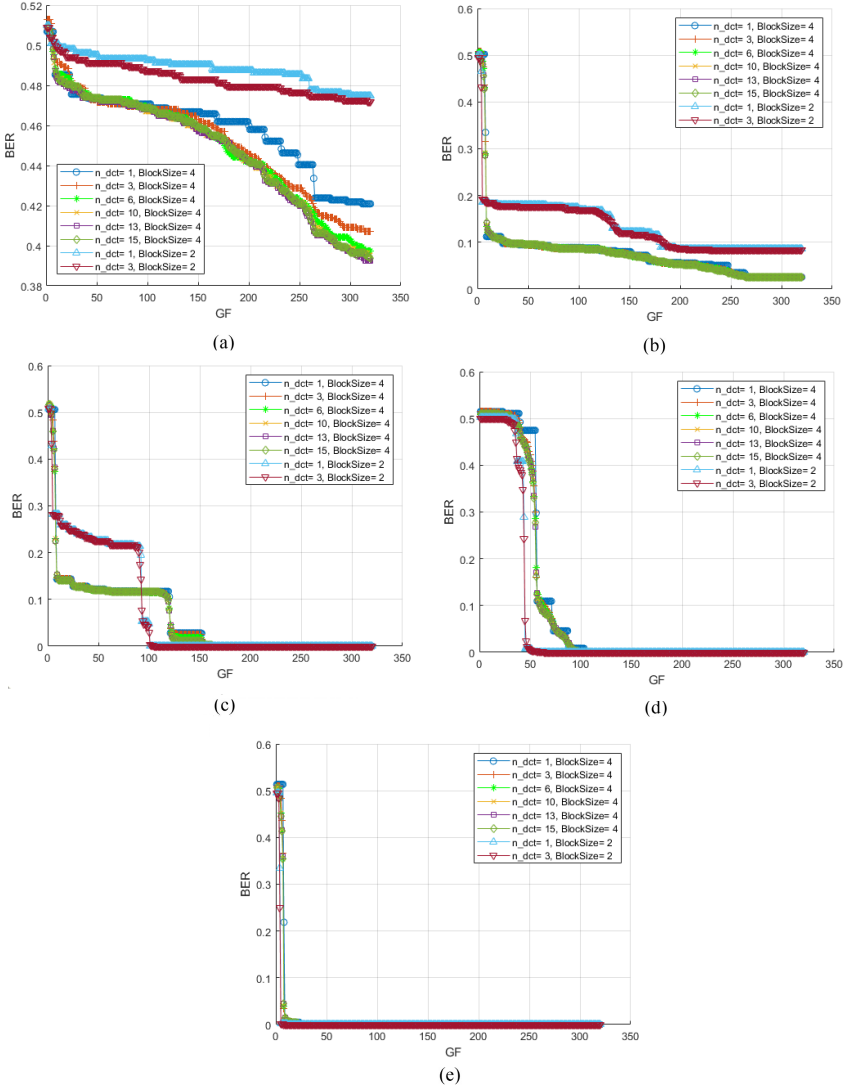 0.52
0.5
0.48
0.46
0.44
0.42
0.4
0.38
BER
n_dct= 1, BlockSize= 4
n_dct= 3, BlockSize= 4
n_dct= 6, BlockSize= 4
n_dct= 10, BlockSize= 4
n_dct= 13, BlockSize= 4
n_dct= 15, BlockSize= 4
n_dct= 1, BlockSize= 2
n_dct= 3, BlockSize= 2
0 50 100 150 200 250 300 350
GF
(a)
0.6
0.5
0.4
0.3
0.2
0.1
0
BER
n_dct= 1, BlockSize= 4
n_dct= 3, BlockSize= 4
n_dct= 6, BlockSize= 4
n_dct= 10, BlockSize= 4
n_dct= 13, BlockSize= 4
n_dct= 15, BlockSize= 4
n_dct= 1, BlockSize= 2
n_dct= 3, BlockSize= 2
0 50 100 150 200 250 300 350
GF
(b)
0.6
0.5
0.4
0.3
0.2
0.1
0
BER
n_dct= 1, BlockSize= 4
n_dct= 3, BlockSize= 4
n_dct= 6, BlockSize= 4
n_dct= 10, BlockSize= 4
n_dct= 13, BlockSize= 4
n_dct= 15, BlockSize= 4
n_dct= 1, BlockSize= 2
n_dct= 3, BlockSize= 2
0 50 100 150 200 250 300 350
GF
(c)
0.6
0.5
0.4
0.3
0.2
0.1
0
BER
n_dct= 1, BlockSize= 4
n_dct= 3, BlockSize= 4
n_dct= 6, BlockSize= 4
n_dct= 10, BlockSize= 4
n_dct= 13, BlockSize= 4
n_dct= 15, BlockSize= 4
n_dct= 1, BlockSize= 2
n_dct= 3, BlockSize= 2
0 50 100 150 200 250 300 350
GF
(d)
0.6
0.5
0.4
0.3
0.2
0.1
0
BER
n_dct= 1, BlockSize= 4
n_dct= 3, BlockSize= 4
n_dct= 6, BlockSize= 4
n_dct= 10, BlockSize= 4
n_dct= 13, BlockSize= 4
n_dct= 15, BlockSize= 4
n_dct= 1, BlockSize= 2
n_dct= 3, BlockSize= 2
0 50 100 150 200 250 300 350
GF
(e)